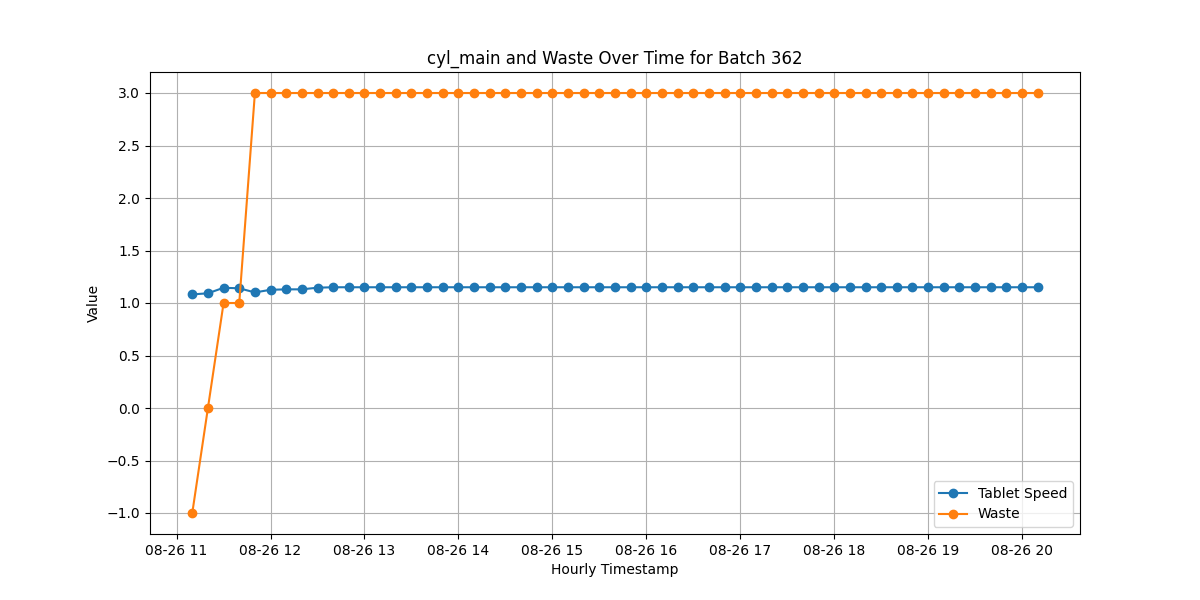 cyl_main and Waste Over Time for Batch 362
3.0
2.5
2.0
1.5
1.0
0.5
0.0
−0.5
−1.0
Value
Tablet Speed
Waste
08-26 11 08-26 12 08-26 13 08-26 14 08-26 15 08-26 16 08-26 17 08-26 18 08-26 19 08-26 20
Hourly Timestamp